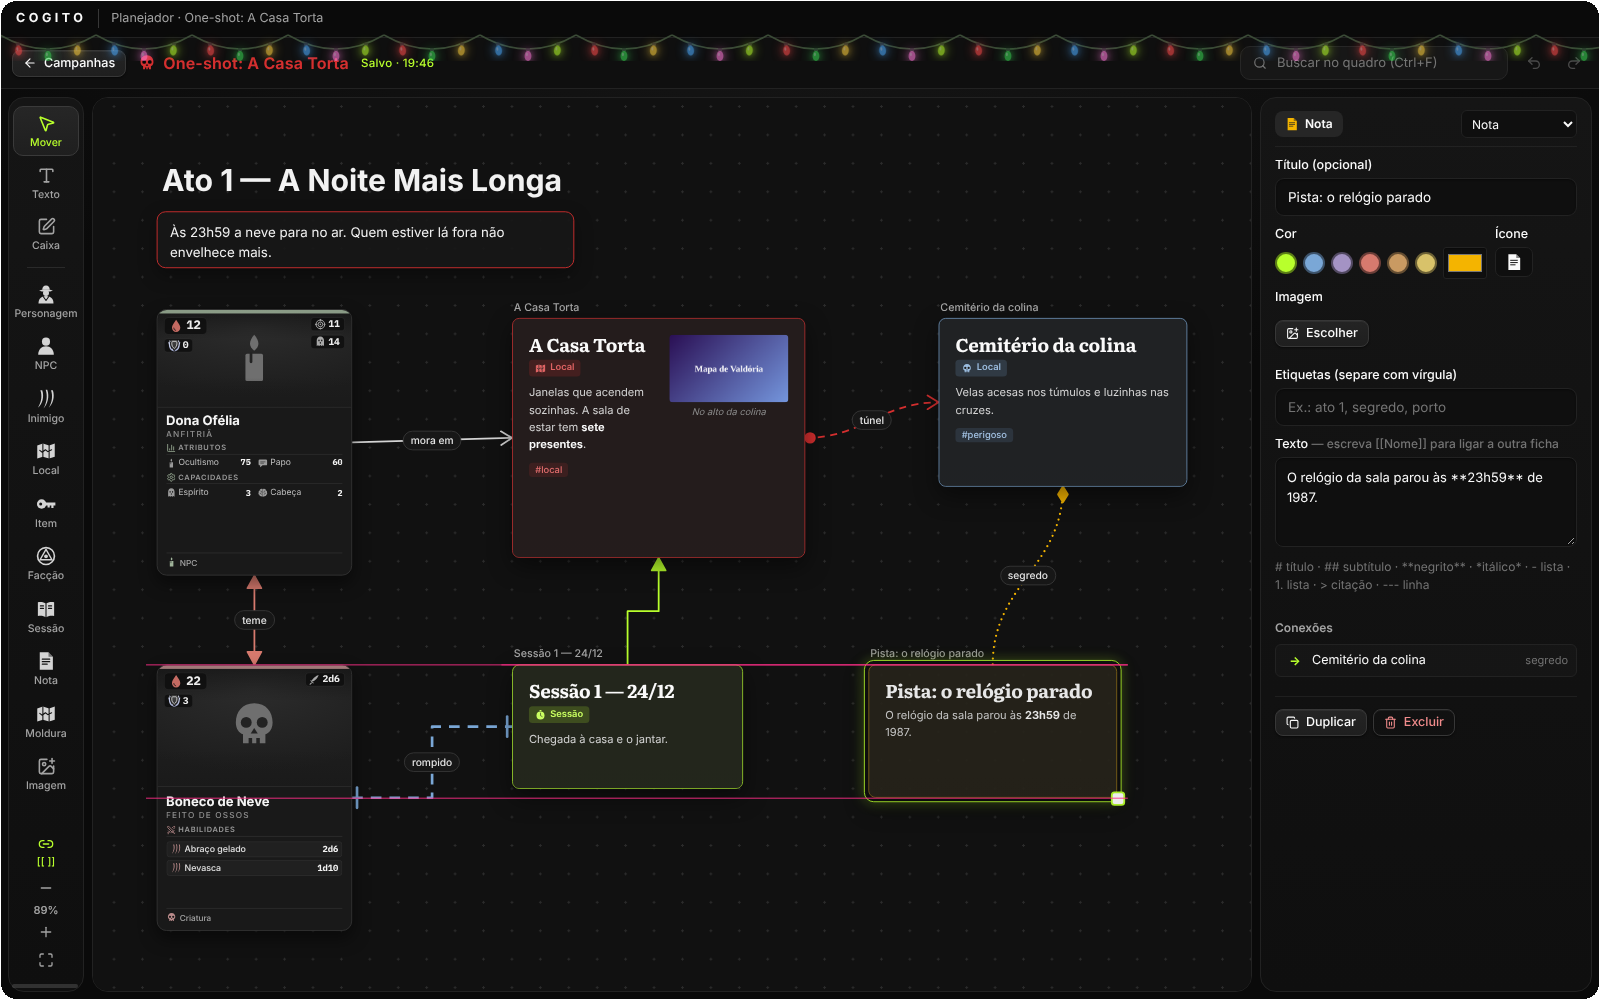 COGITO
Planejador · One-shot: A Casa Torta
Campanhas
One-shot: A Casa Torta
Salvo · 19:46
Buscar no quadro (Ctrl+F)
Mover
Texto
Caixa
Personagem
NPC
Inimigo
Local
Item
Facção
Sessão
Nota
Moldura
Imagem
[[ ]]
89%
Ato 1 — A Noite Mais Longa
Às 23h59 a neve para no ar. Quem estiver lá fora não
envelhece mais.
12
11
0
14
Dona Ofélia
ANFITRIÃ
ATRIBUTOS
Ocultismo 75 Papo 60
CAPACIDADES
Espírito 3 Cabeça 2
NPC
mora em
A Casa Torta
A Casa Torta
Local
Janelas que acendem
sozinhas. A sala de
estar tem sete
presentes.
#local
Mapa de Valdória
No alto da colina
túnel
Cemitério da colina
Cemitério da colina
Local
Velas acesas nos túmulos e luzinhas nas
cruzes.
#perigoso
segredo
teme
22
2d6
3
Boneco de Neve
FEITO DE OSSOS
HABILIDADES
Abraço gelado 2d6
Nevasca 1d10
Criatura
rompido
Sessão 1 — 24/12
Sessão 1 — 24/12
Sessão
Chegada à casa e o jantar.
Pista: o relógio parado
Pista: o relógio parado
O relógio da sala parou às 23h59 de
1987.
Nota
Nota
Título (opcional)
Pista: o relógio parado
Cor
Ícone
Imagem
Escolher
Etiquetas (separe com vírgula)
Ex.: ato 1, segredo, porto
Texto — escreva [[Nome]] para ligar a outra ficha
O relógio da sala parou às **23h59** de
1987.
# título · ## subtítulo · **negrito** · *itálico* · - lista ·
1. lista · > citação · --- linha
Conexões
Cemitério da colina
segredo
Duplicar
Excluir